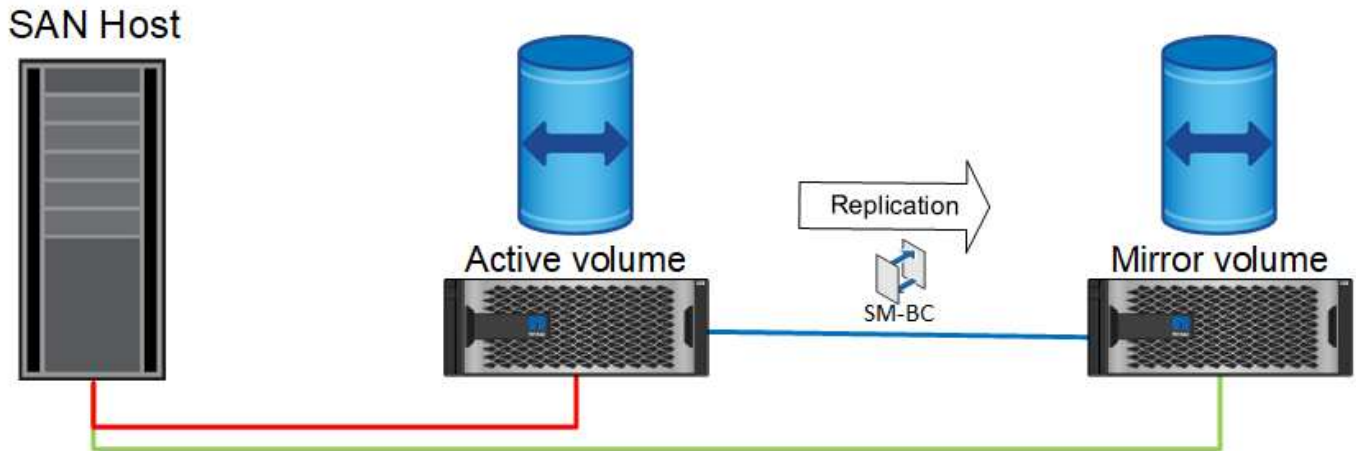 SAN Host
Active volume
Replication
SM-BC
Mirror volume